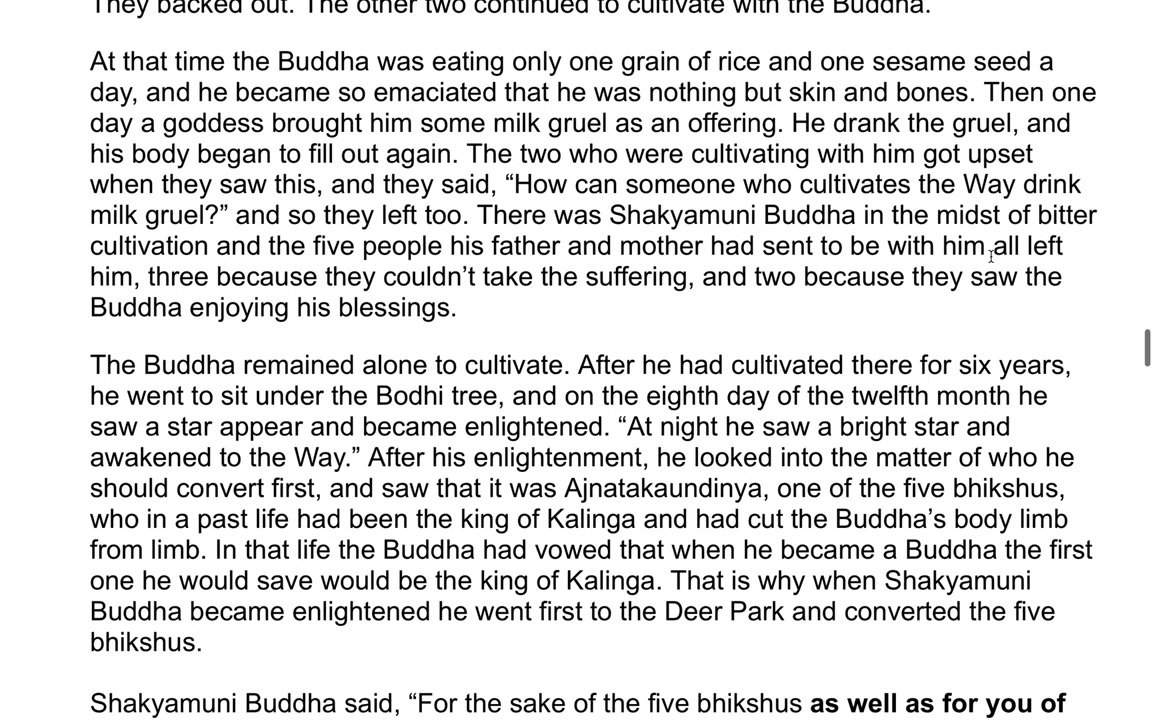 They backed out. The other two continued to cultivate with the Buddha.
At that time the Buddha was eating only one grain of rice and one sesame seed a
day, and he became so emaciated that he was nothing but skin and bones. Then one
day a goddess brought him some milk gruel as an offering. He drank the gruel, and
his body began to fill out again. The two who were cultivating with him got upset
when they saw this, and they said, “How can someone who cultivates the Way drink
milk gruel?” and so they left too. There was Shakyamuni Buddha in the midst of bitter
cultivation and the five people his father and mother had sent to be with him all left
him, three because they couldn’t take the suffering, and two because they saw the
Buddha enjoying his blessings.
The Buddha remained alone to cultivate. After he had cultivated there for six years,
he went to sit under the Bodhi tree, and on the eighth day of the twelfth month he
saw a star appear and became enlightened. “At night he saw a bright star and
awakened to the Way.” After his enlightenment, he looked into the matter of who he
should convert first, and saw that it was Ajnatakaundinya, one of the five bhikshus,
who in a past life had been the king of Kalinga and had cut the Buddha’s body limb
from limb. In that life the Buddha had vowed that when he became a Buddha the first
one he would save would be the king of Kalinga. That is why when Shakyamuni
Buddha became enlightened he went first to the Deer Park and converted the five
bhikshus.
Shakyamuni Buddha said, “For the sake of the five bhikshus as well as for you of